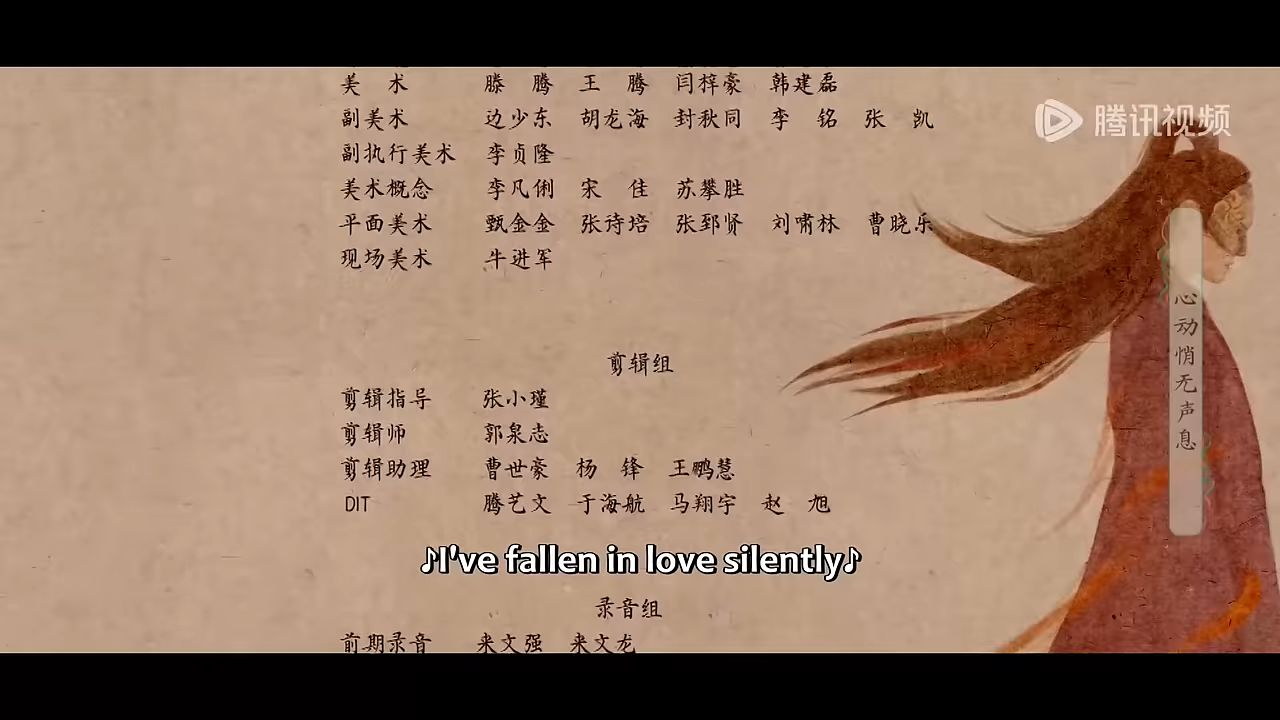 美 术 滕 腾 王 腾 闫梓豪 韩建磊
副美术 边少东 胡龙海 封秋同 李 铭 张 凯
副执行美术 李贞隆
美术概念 李凡俐 宋 佳 苏攀胜
平面美术 甄金金 张待培 张郅贤 刘啸林 曹晓乐
现场美术 牛进军
腾讯视频
心动悄无声息
剪辑组
剪辑指导 张小瑾
剪辑师 郭泉志
剪辑助理 曹世豪 杨 锋 王鹏慧
DIT 腾艺文 于海航 马翔宇 赵 旭
♪I've fallen in love silently♪
录音组
前期录音 来文强 来文龙